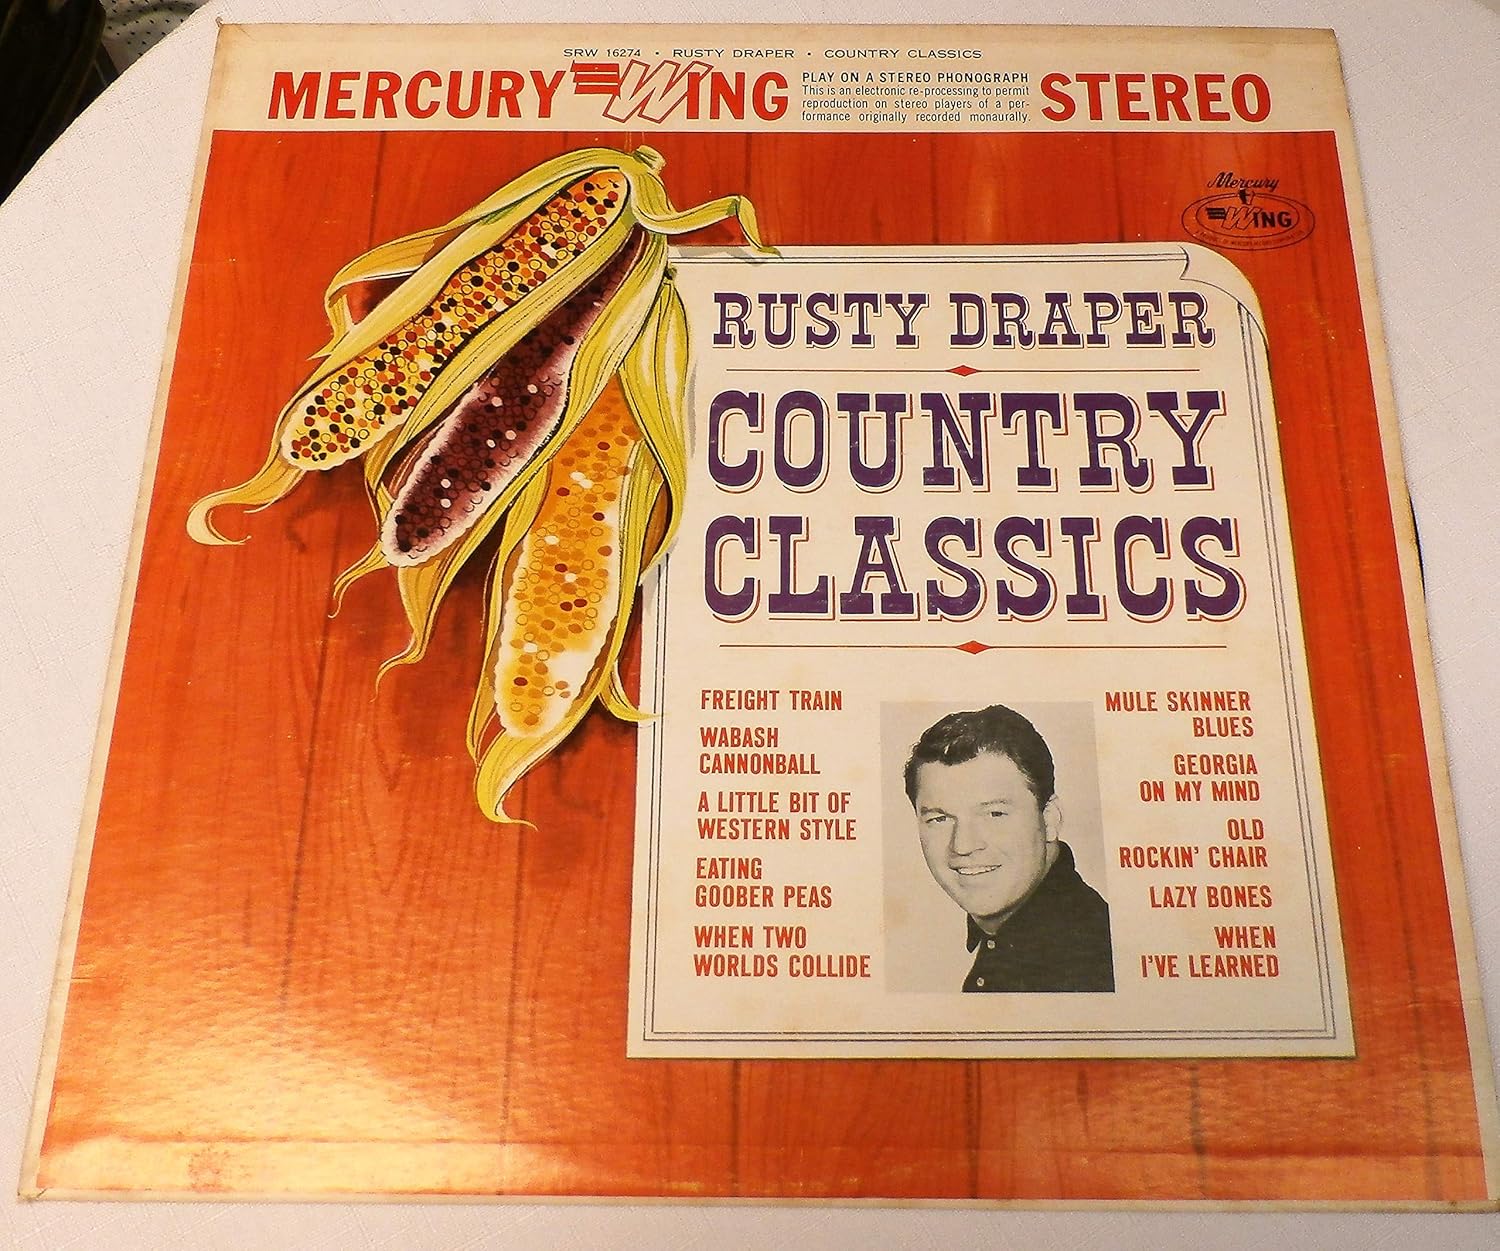 SRW 16274 • RUSTY DRAPER • COUNTRY CLASSICS
MERCURY WING
PLAY ON A STEREO PHONOGRAPH
This is an electronic re-processing to permit
reproduction on stereo players of a per-
formance originally recorded monaurally.
STEREO
Mercury
WING
RUSTY DRAPER
COUNTRY
CLASSICS
FREIGHT TRAIN
WABASH
CANNONBALL
A LITTLE BIT OF
WESTERN STYLE
EATING
GOOBER PEAS
WHEN TWO
WORLDS COLLIDE
MULE SKINNER
BLUES
GEORGIA
ON MY MIND
OLD
ROCKIN' CHAIR
LAZY BONES
WHEN
I'VE LEARNED